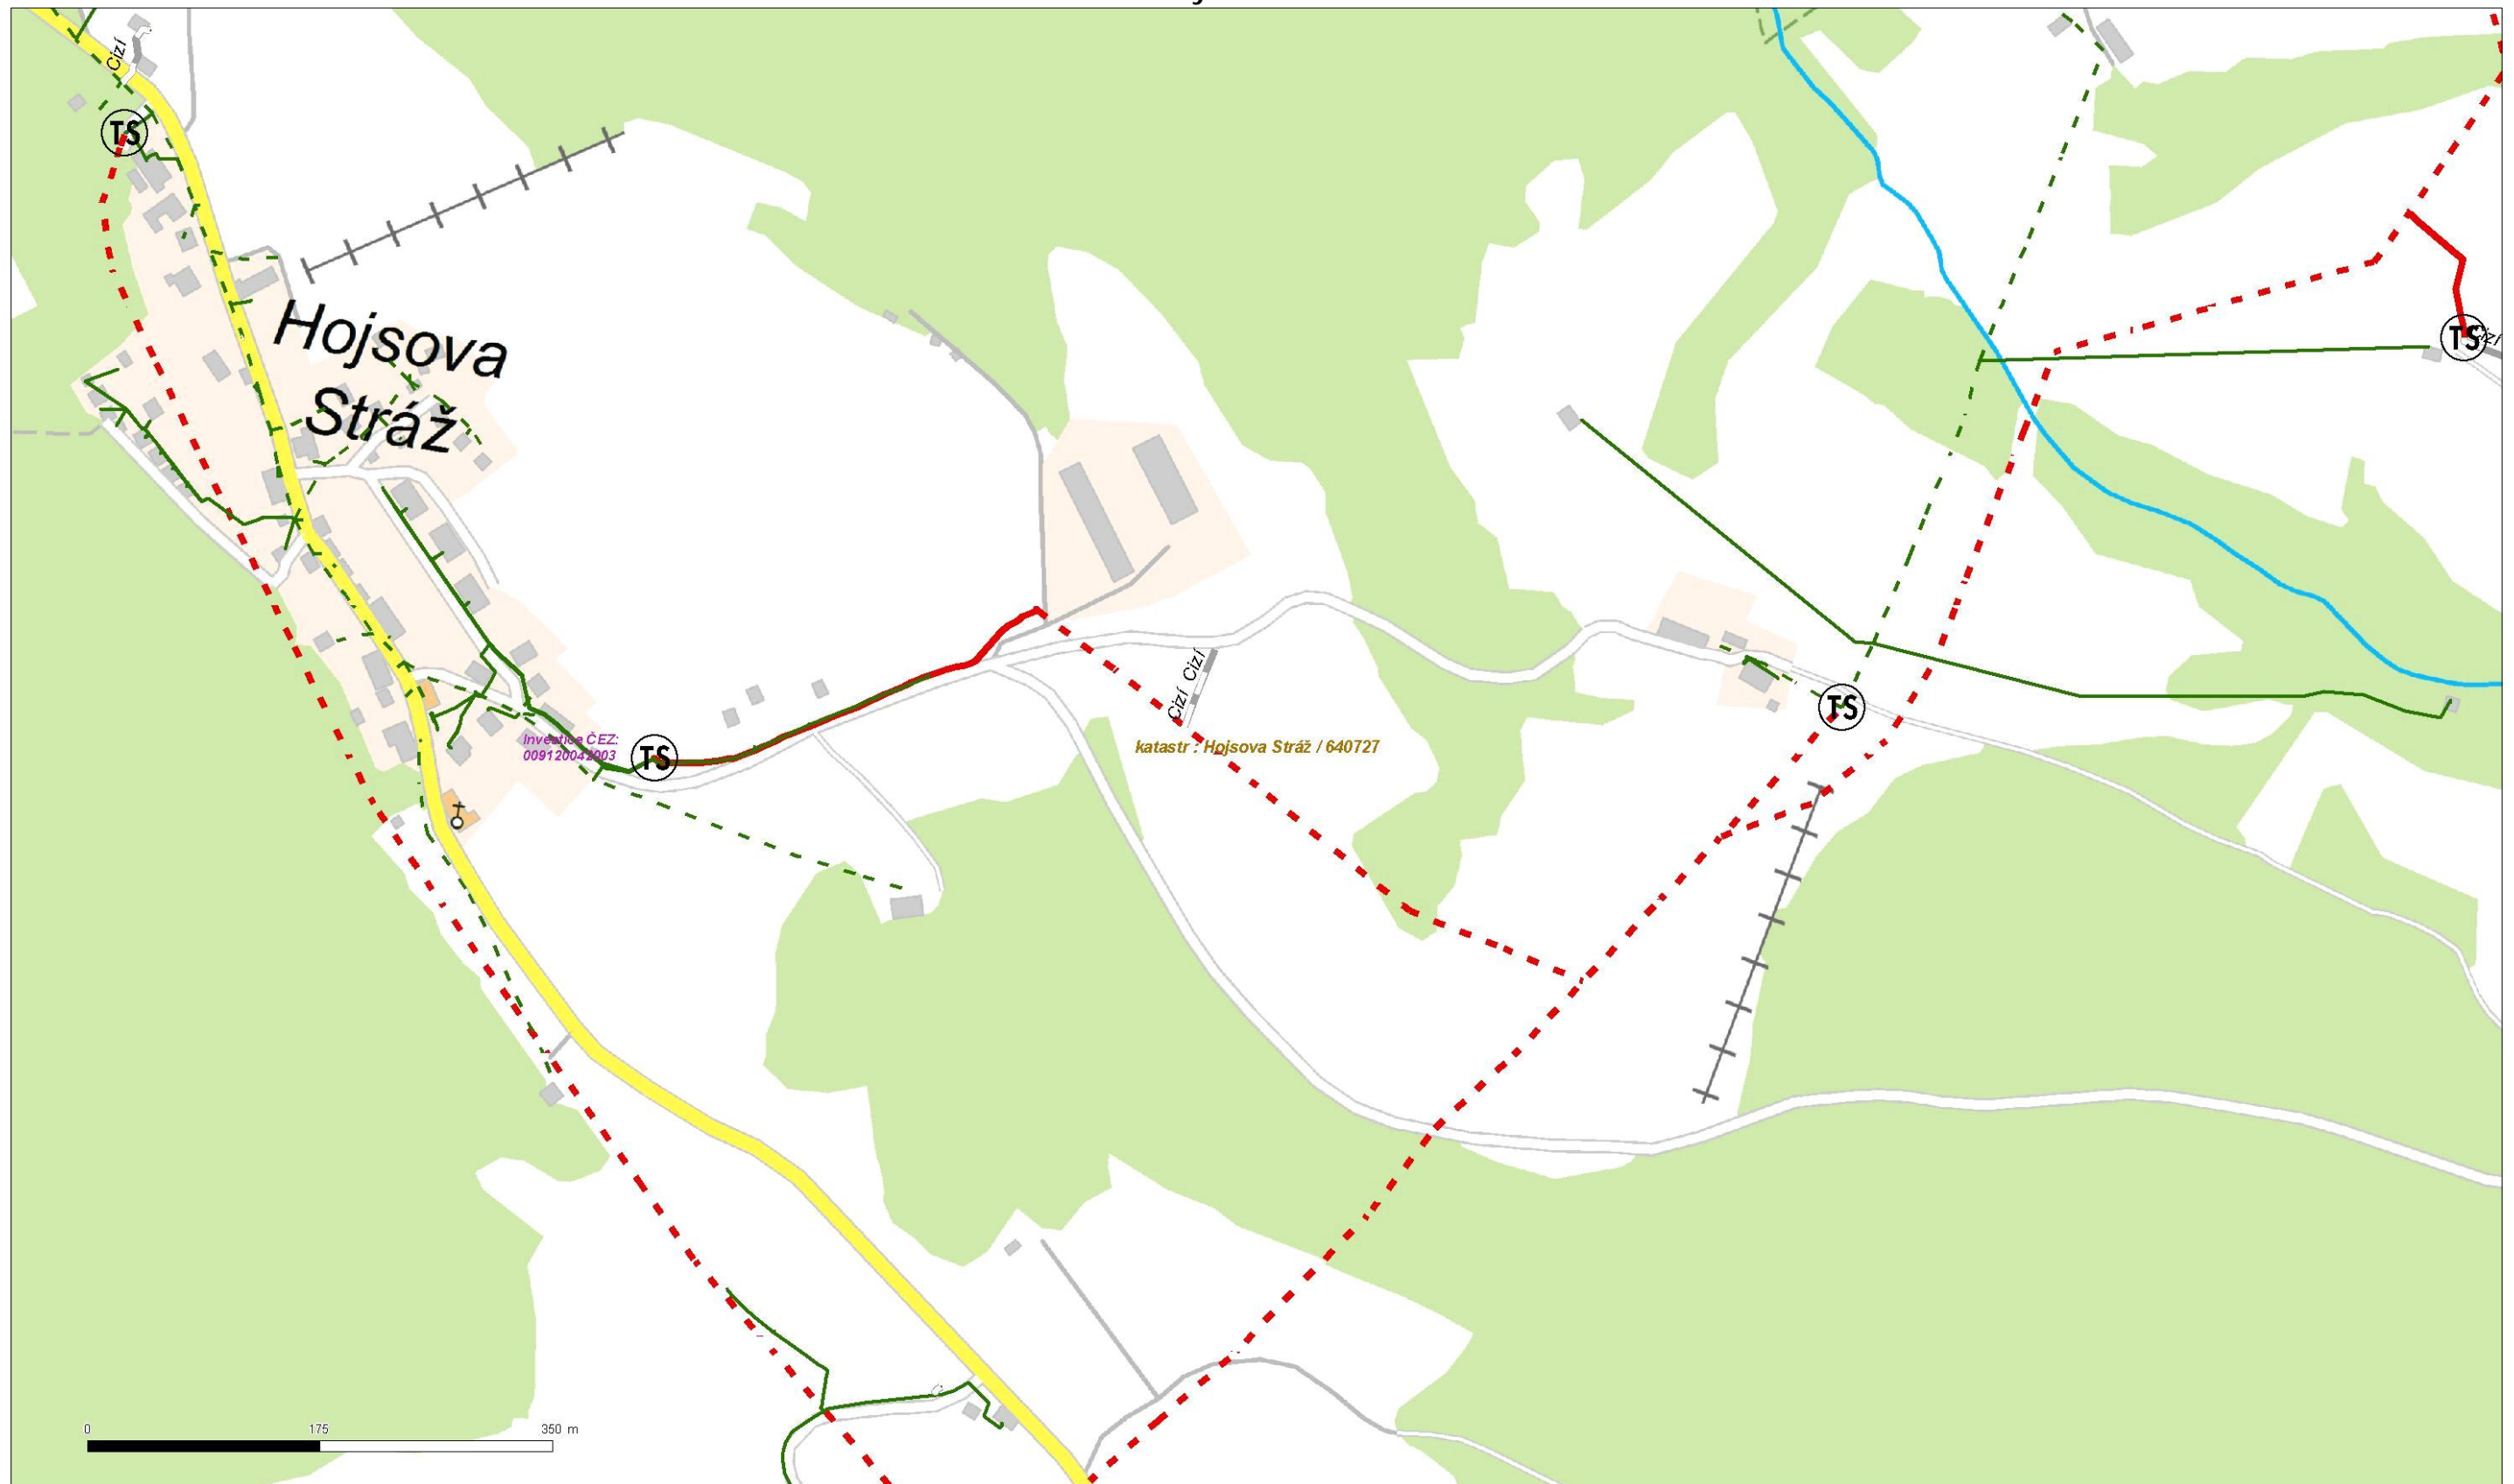 Cizí
TS
Hojsova
Stráž
TS
Cizí
Cizí
Investice ČEZ:
TS
katastr : Hojsova Stráž / 640727
TS
0 175 350 m